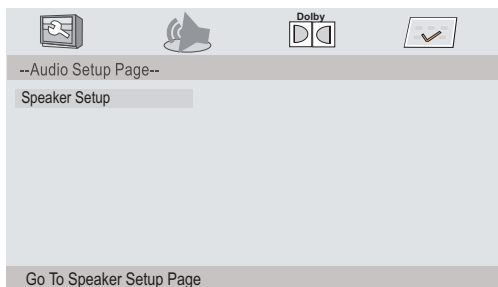 Dolby
--Audio Setup Page--
Speaker Setup
Go To Speaker Setup Page